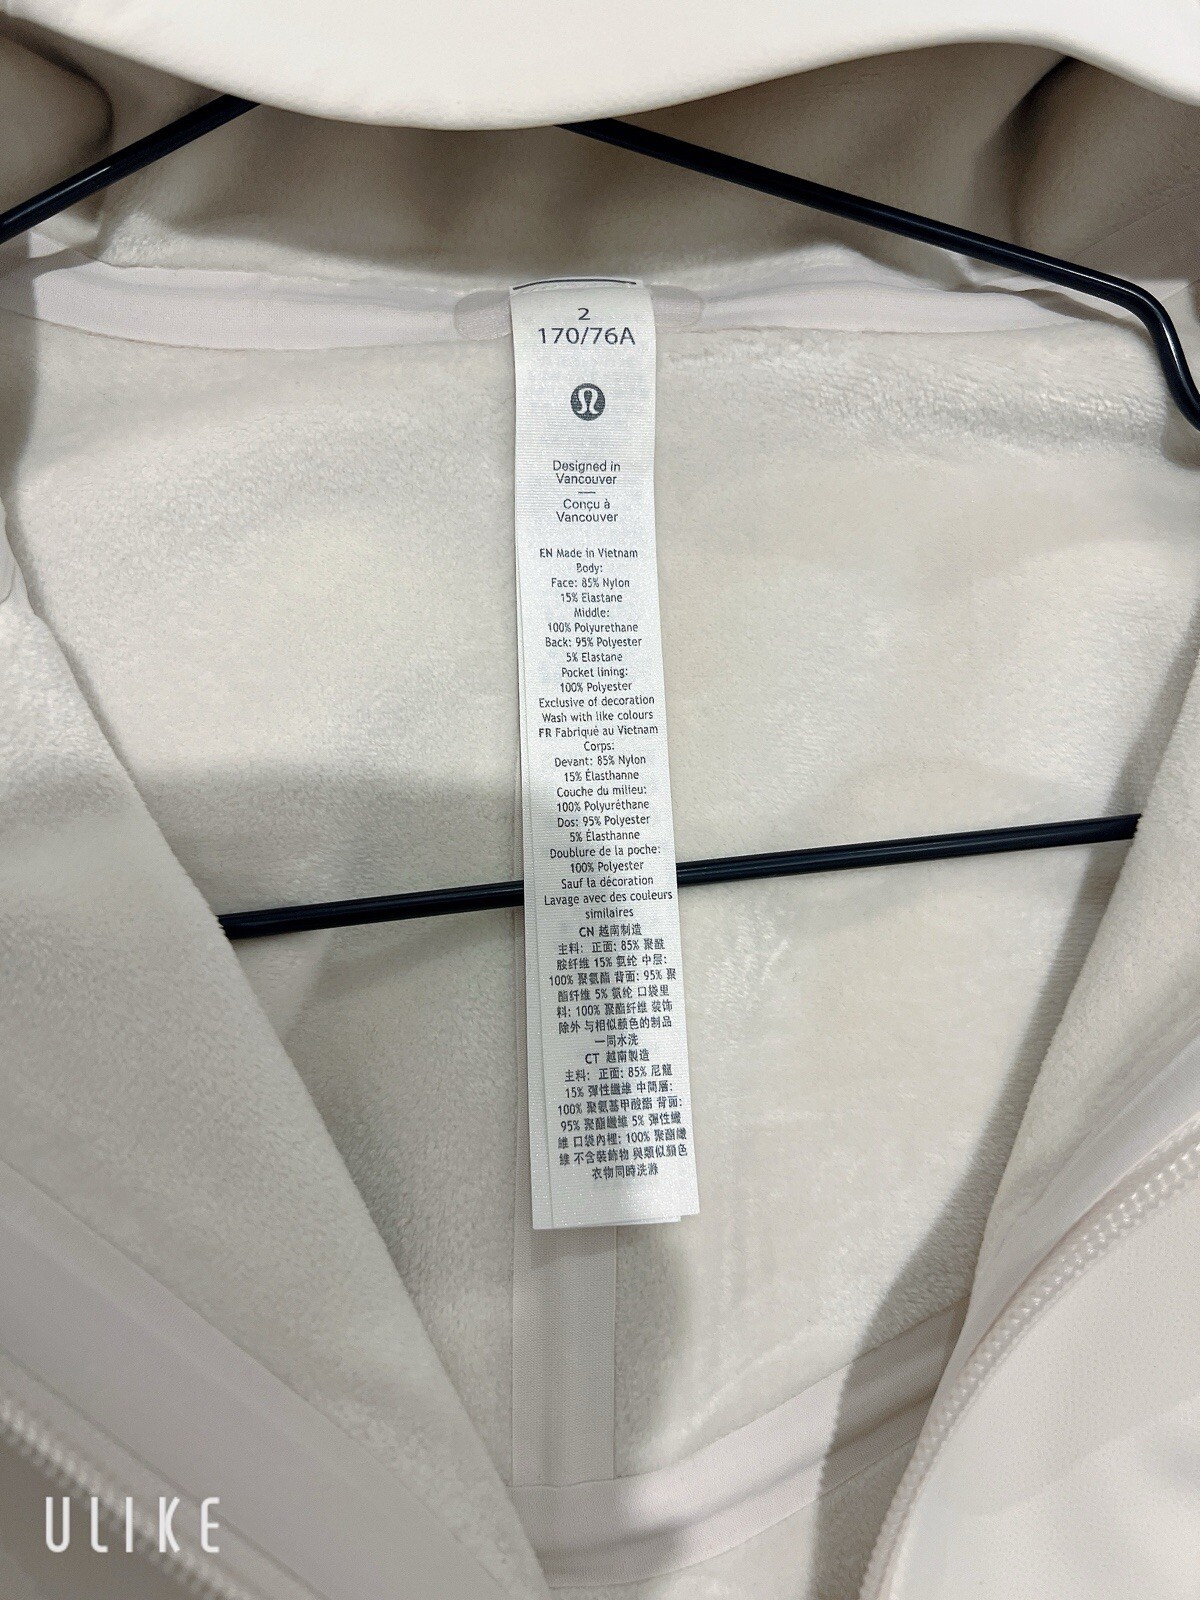 2
170/76A
Designed in
Vancouver
Conçu à
Vancouver
EN Made in Vietnam
Body:
Face: 85% Nylon
15% Elastane
Middle:
100% Polyurethane
Back: 95% Polyester
5% Elastane
Pocket lining:
100% Polyester
Exclusive of decoration
Wash with like colours
FR Fabriqué au Vietnam
Corps:
Devant: 85% Nylon
15% Élasthanne
Couche du milieu:
100% Polyuréthane
Dos: 95% Polyester
5% Élasthanne
Doublure de la poche:
100% Polyester
Sauf la décoration
Lavage avec des couleurs
similaires
CN 越南制造
主料: 正面: 85% 聚酰
胺纤维 15% 氨纶 中层:
100% 聚氨酯 背面: 95% 聚
酯纤维 5% 氨纶 口袋里
料: 100% 聚酯纤维 装饰
除外 与相似颜色的制品
一同水洗
CT 越南製造
主料: 正面: 85% 尼龍
15% 彈性纖維 中間層:
100% 聚氨基甲酸酯 背面:
95% 聚酯纖維 5% 彈性纖
維 口袋內裡: 100% 聚酯纖
維 不含裝飾物 與類似顏色
衣物同時洗滌
ULIKE